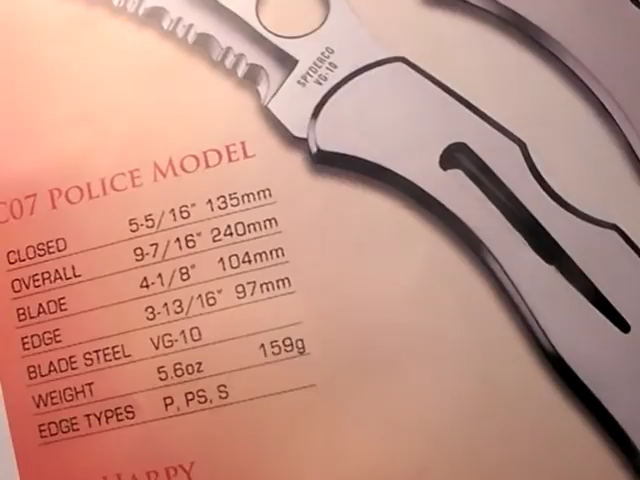 SPYDERCO
VG-10
C07 POLICE MODEL
CLOSED 5-5/16" 135mm
OVERALL 9-7/16" 240mm
BLADE 4-1/8" 104mm
EDGE 3-13/16" 97mm
BLADE STEEL VG-10
WEIGHT 5.6oz 159g
EDGE TYPES P, PS, S
HARPY